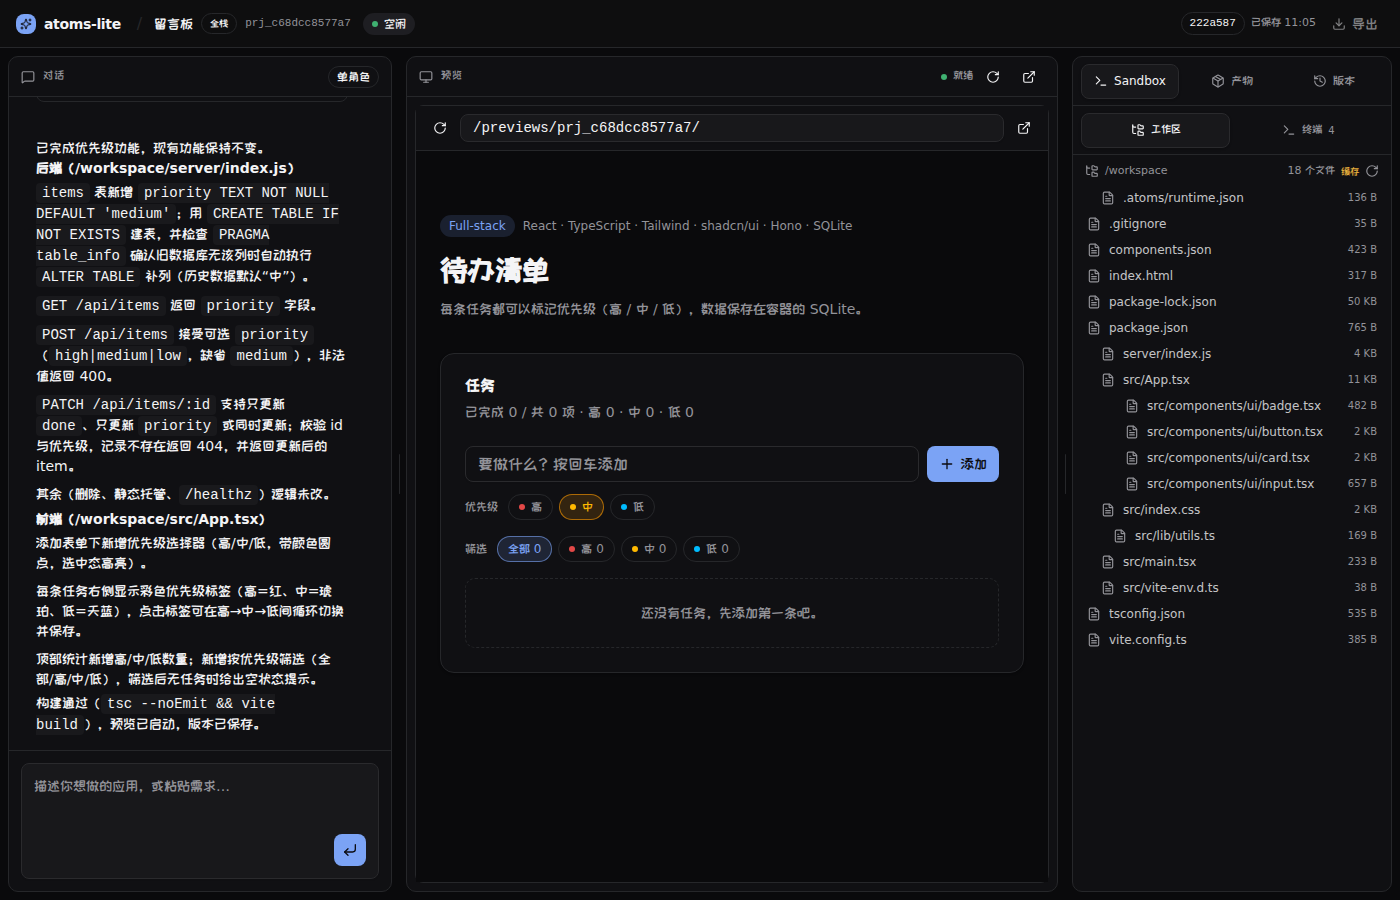 atoms-lite / 留言板 全栈 prj_c68dcc8577a7 空闲
222a587 已保存 11:05 导出
对话 单角色
已完成优先级功能，现有功能保持不变。
后端（/workspace/server/index.js）
items 表新增 priority TEXT NOT NULL
DEFAULT 'medium' ；用 CREATE TABLE IF
NOT EXISTS 建表，并检查 PRAGMA
table_info 确认旧数据库无该列时自动执行
ALTER TABLE 补列（历史数据默认“中”）。
GET /api/items 返回 priority 字段。
POST /api/items 接受可选 priority
（ high|medium|low ，缺省 medium ），非法
值返回 400。
PATCH /api/items/:id 支持只更新
done 、只更新 priority 或同时更新；校验 id
与优先级，记录不存在返回 404，并返回更新后的
item。
其余（删除、静态托管、 /healthz ）逻辑未改。
前端（/workspace/src/App.tsx）
添加表单下新增优先级选择器（高/中/低，带颜色圆
点，选中态高亮）。
每条任务右侧显示彩色优先级标签（高=红、中=琥
珀、低=天蓝），点击标签可在高→中→低间循环切换
并保存。
顶部统计新增高/中/低数量；新增按优先级筛选（全
部/高/中/低），筛选后无任务时给出空状态提示。
构建通过（ tsc --noEmit && vite
build ），预览已启动，版本已保存。
描述你想做的应用，或粘贴需求...
预览 就绪
/previews/prj_c68dcc8577a7/
Full-stack React · TypeScript · Tailwind · shadcn/ui · Hono · SQLite
待办清单
每条任务都可以标记优先级（高 / 中 / 低），数据保存在容器的 SQLite。
任务
已完成 0 / 共 0 项 · 高 0 · 中 0 · 低 0
要做什么？按回车添加 添加
优先级 高 中 低
筛选 全部 0 高 0 中 0 低 0
还没有任务，先添加第一条吧。
Sandbox 产物 版本
工作区 终端 4
/workspace 18 个文件 缓存
.atoms/runtime.json 136 B
.gitignore 35 B
components.json 423 B
index.html 317 B
package-lock.json 50 KB
package.json 765 B
server/index.js 4 KB
src/App.tsx 11 KB
src/components/ui/badge.tsx 482 B
src/components/ui/button.tsx 2 KB
src/components/ui/card.tsx 2 KB
src/components/ui/input.tsx 657 B
src/index.css 2 KB
src/lib/utils.ts 169 B
src/main.tsx 233 B
src/vite-env.d.ts 38 B
tsconfig.json 535 B
vite.config.ts 385 B